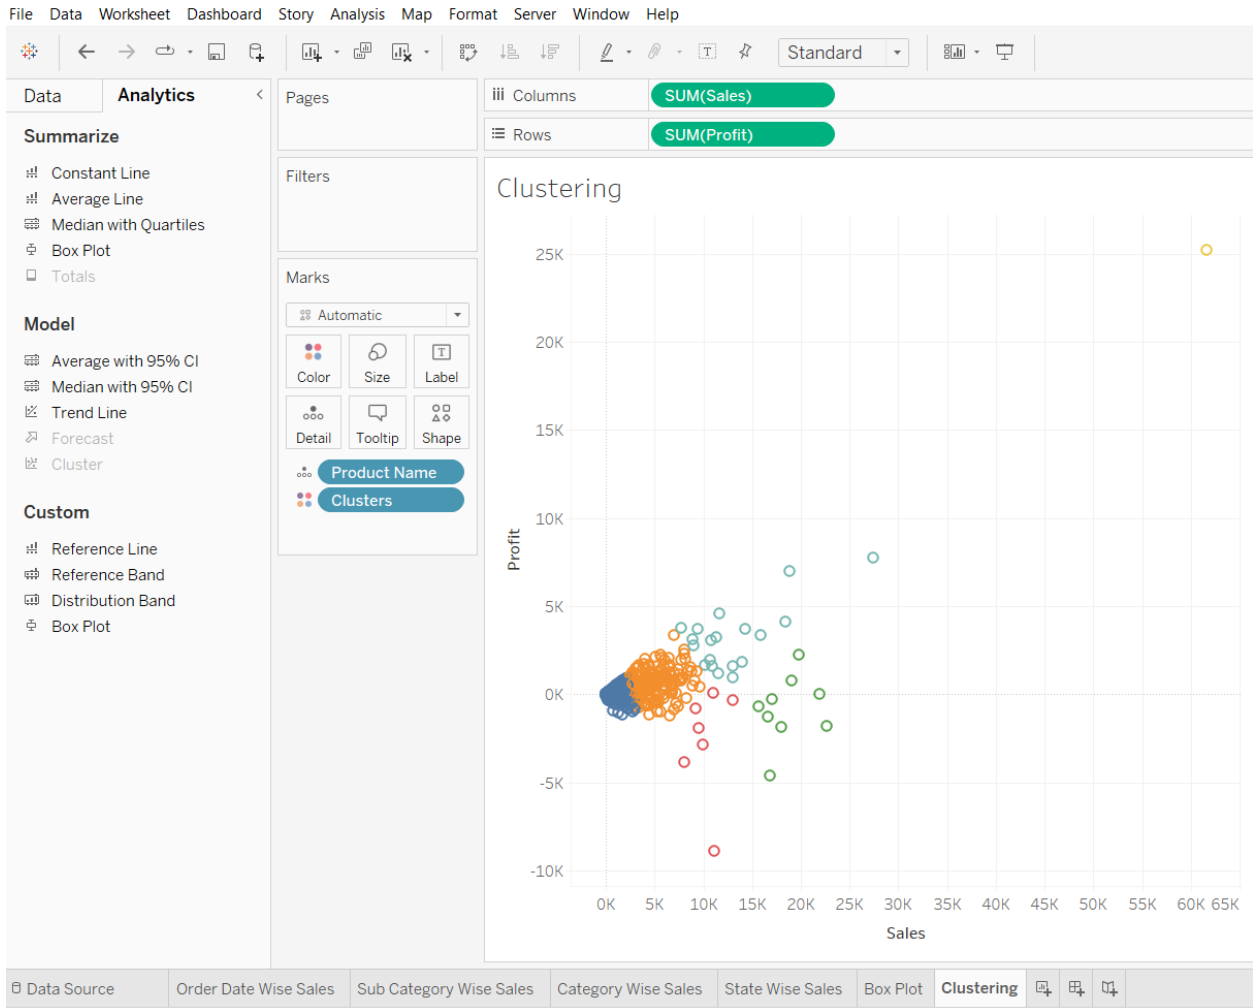 File Data Worksheet Dashboard Story Analysis Map Format Server Window Help
Standard
Data Analytics
Summarize
Constant Line
Average Line
Median with Quartiles
Box Plot
Totals
Model
Average with 95% CI
Median with 95% CI
Trend Line
Forecast
Cluster
Custom
Reference Line
Reference Band
Distribution Band
Box Plot
Pages
Filters
Marks
Automatic
Color Size Label
Detail Tooltip Shape
Product Name
Clusters
Columns SUM(Sales)
Rows SUM(Profit)
Clustering
25K
20K
15K
10K
5K
0K
-5K
-10K
Profit
0K 5K 10K 15K 20K 25K 30K 35K 40K 45K 50K 55K 60K 65K
Sales
Data Source Order Date Wise Sales Sub Category Wise Sales Category Wise Sales State Wise Sales Box Plot Clustering